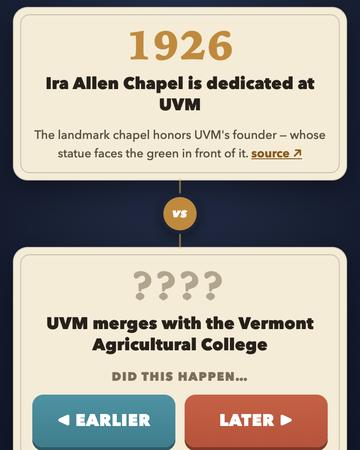 1926
Ira Allen Chapel is dedicated at
UVM
The landmark chapel honors UVM's founder — whose
statue faces the green in front of it. source ↗
VS
????
UVM merges with the Vermont
Agricultural College
DID THIS HAPPEN...
◄ EARLIER
LATER ►